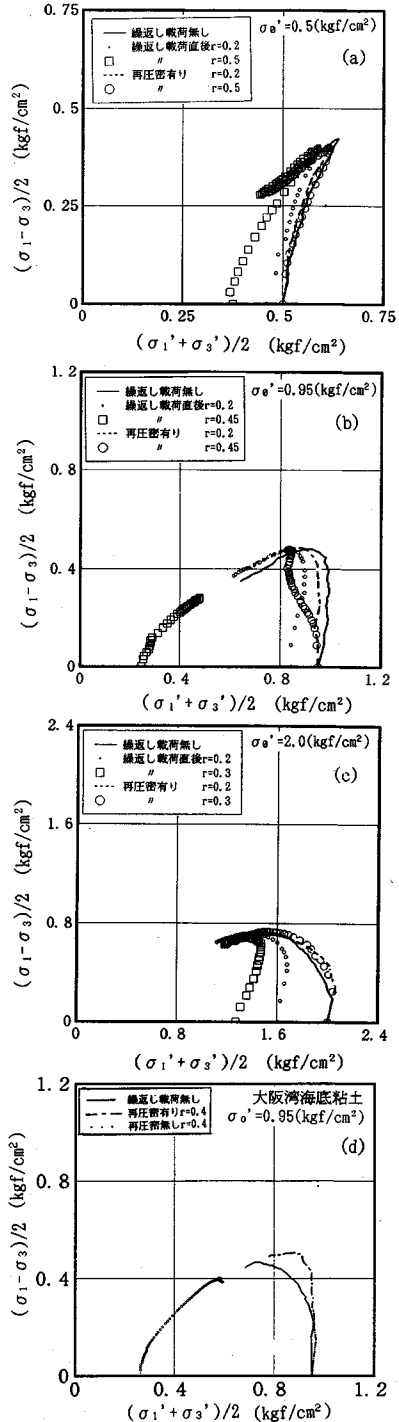 繰返し載荷無し
繰返し載荷直後r=0.2
〃 r=0.5
再圧密有り r=0.2
〃 r=0.5
σ₀'=0.5(kgf/cm²)
(a)
(σ₁-σ₃)/2 (kgf/cm²)
0.75
0.5
0.25
0
0 0.25 0.5 0.75
(σ₁'+σ₃')/2 (kgf/cm²)
繰返し載荷無し
繰返し載荷直後r=0.2
〃 r=0.45
再圧密有り r=0.2
〃 r=0.45
σ₀'=0.95(kgf/cm²)
(b)
(σ₁-σ₃)/2 (kgf/cm²)
1.2
0.8
0.4
0
0 0.4 0.8 1.2
(σ₁'+σ₃')/2 (kgf/cm²)
繰返し載荷無し
繰返し載荷直後r=0.2
〃 r=0.3
再圧密有り r=0.2
〃 r=0.3
σ₀'=2.0(kgf/cm²)
(c)
(σ₁-σ₃)/2 (kgf/cm²)
2.4
1.6
0.8
0
0 0.8 1.6 2.4
(σ₁'+σ₃')/2 (kgf/cm²)
繰返し載荷無し
再圧密有りr=0.4
再圧密無しr=0.4
大阪湾海底粘土
σ₀'=0.95(kgf/cm²)
(d)
(σ₁-σ₃)/2 (kgf/cm²)
1.2
0.8
0.4
0
0 0.4 0.8 1.2
(σ₁'+σ₃')/2 (kgf/cm²)